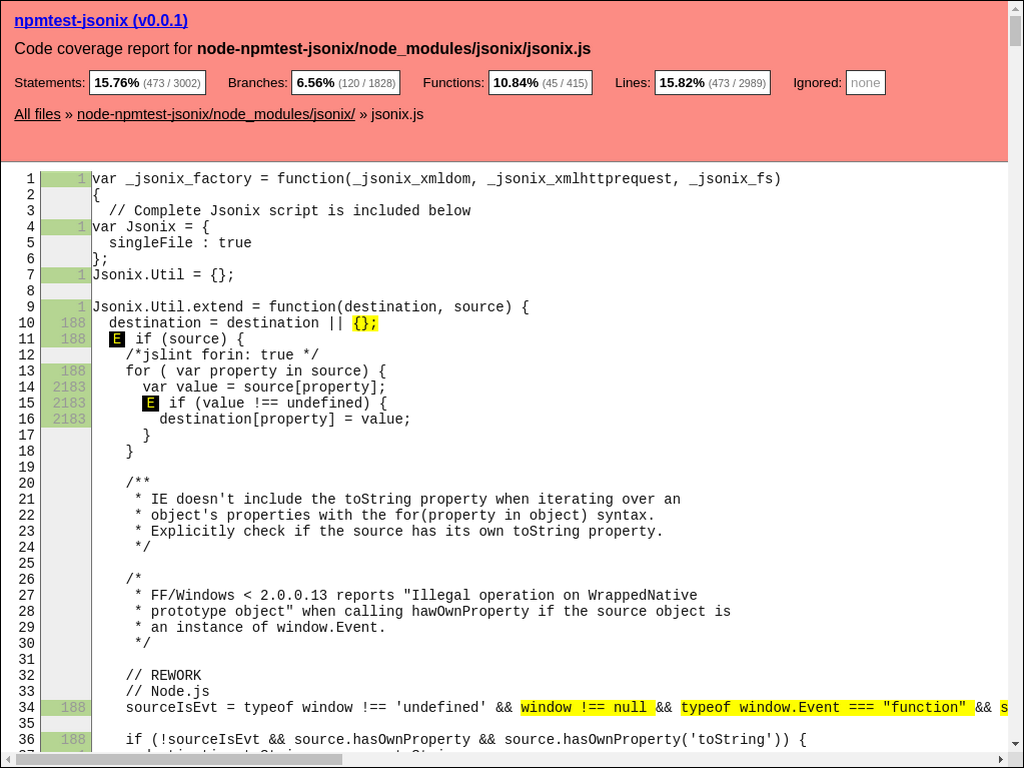 npmtest-jsonix (v0.0.1)
Code coverage report for node-npmtest-jsonix/node_modules/jsonix/jsonix.js
Statements: 15.76% (473 / 3002) Branches: 6.56% (120 / 1828) Functions: 10.84% (45 / 415) Lines: 15.82% (473 / 2989) Ignored: none
All files » node-npmtest-jsonix/node_modules/jsonix/ » jsonix.js
1 1 var _jsonix_factory = function(_jsonix_xmldom, _jsonix_xmlhttprequest, _jsonix_fs)
2 {
3 // Complete Jsonix script is included below
4 1 var Jsonix = {
5 singleFile : true
6 };
7 1 Jsonix.Util = {};
8
9 1 Jsonix.Util.extend = function(destination, source) {
10 188 destination = destination || {};
11 188 E if (source) {
12 /*jslint forin: true */
13 188 for ( var property in source) {
14 2183 var value = source[property];
15 2183 E if (value !== undefined) {
16 2183 destination[property] = value;
17 }
18 }
19
20 /**
21 * IE doesn't include the toString property when iterating over an
22 * object's properties with the for(property in object) syntax.
23 * Explicitly check if the source has its own toString property.
24 */
25
26 /*
27 * FF/Windows < 2.0.0.13 reports "Illegal operation on WrappedNative
28 * prototype object" when calling hawOwnProperty if the source object is
29 * an instance of window.Event.
30 */
31
32 // REWORK
33 // Node.js
34 188 sourceIsEvt = typeof window !== 'undefined' && window !== null && typeof window.Event === "function" && s
35
36 188 if (!sourceIsEvt && source.hasOwnProperty && source.hasOwnProperty('toString')) {